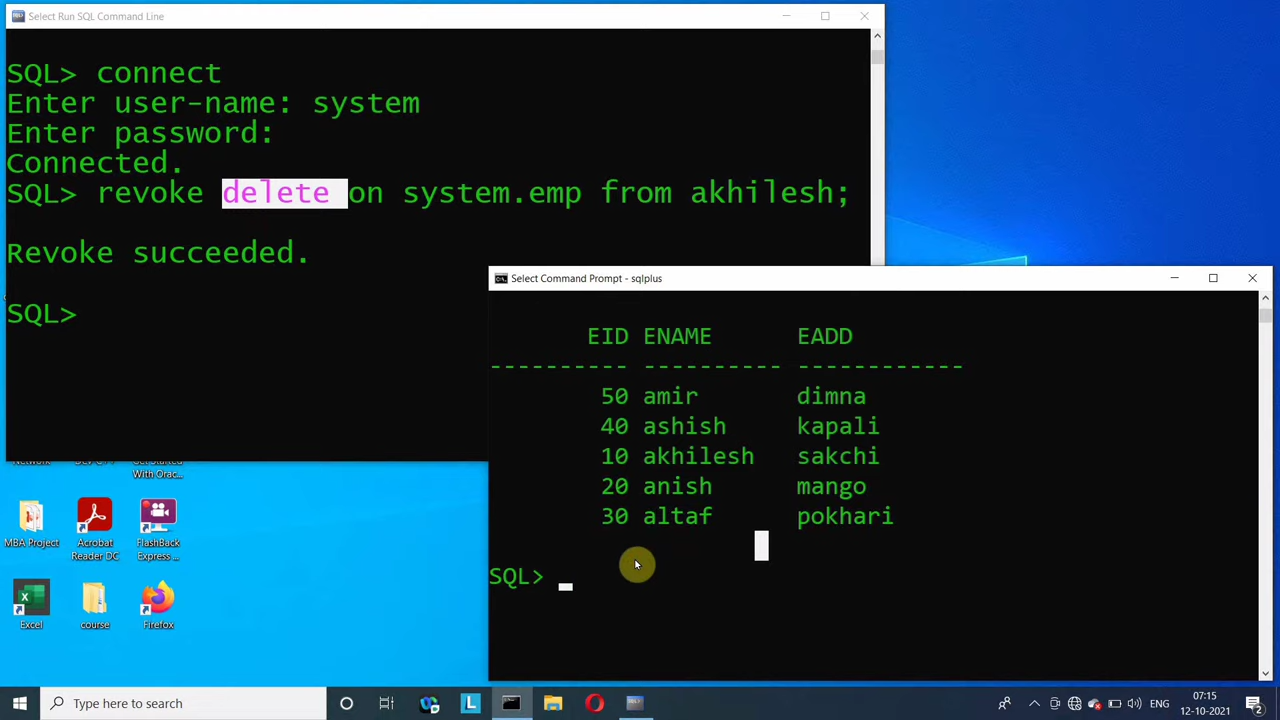 Select Run SQL Command Line
SQL> connect
Enter user-name: system
Enter password:
Connected.
SQL> revoke delete on system.emp from akhilesh;
Revoke succeeded.
SQL>
Select Command Prompt - sqlplus
EID ENAME EADD
---------- ---------- ------------
50 amir dimna
40 ashish kapali
10 akhilesh sakchi
20 anish mango
30 altaf pokhari
SQL>
With Orac...
MBA Project
Acrobat
Reader DC
FlashBack
Express ...
Excel
course
Firefox
Type here to search
ENG
07:15
12-10-2021
2